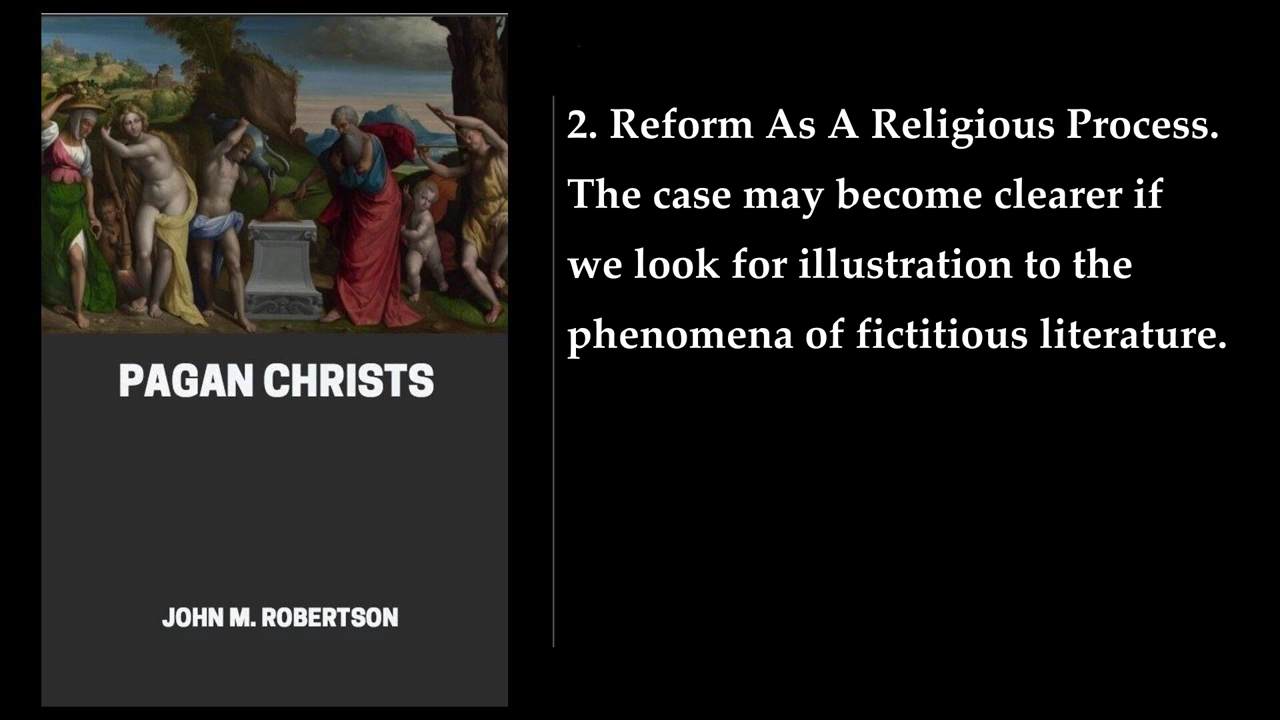 PAGAN CHRISTS
JOHN M. ROBERTSON
2. Reform As A Religious Process.
The case may become clearer if
we look for illustration to the
phenomena of fictitious literature.